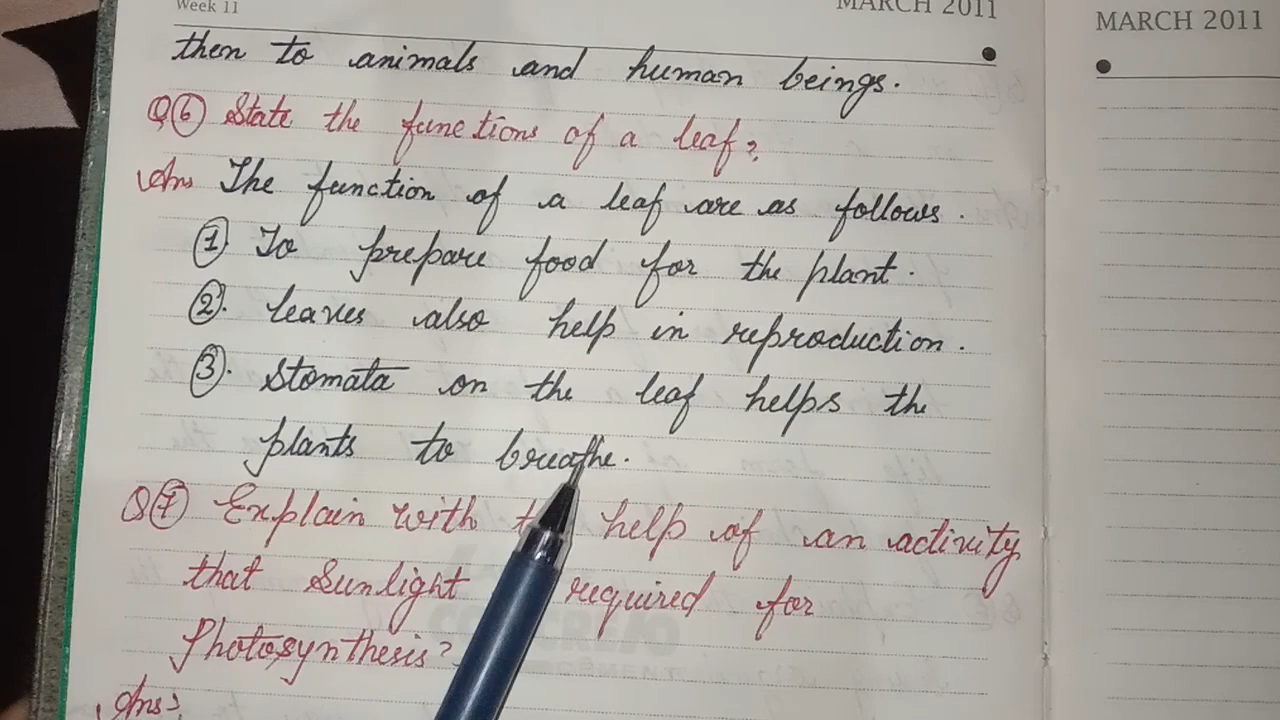 Week 11
MARCH 2011
MARCH 2011
then to animals and human beings.
Q6 State the functions of a leaf?
Ans The function of a leaf are as follows.
1. To prepare food for the plant.
2. leaves also help in reproduction.
3. Stomata on the leaf helps the
plants to breathe.
Q7 Explain with help of an activity
that Sunlight required for
Photosynthesis?
Ans: